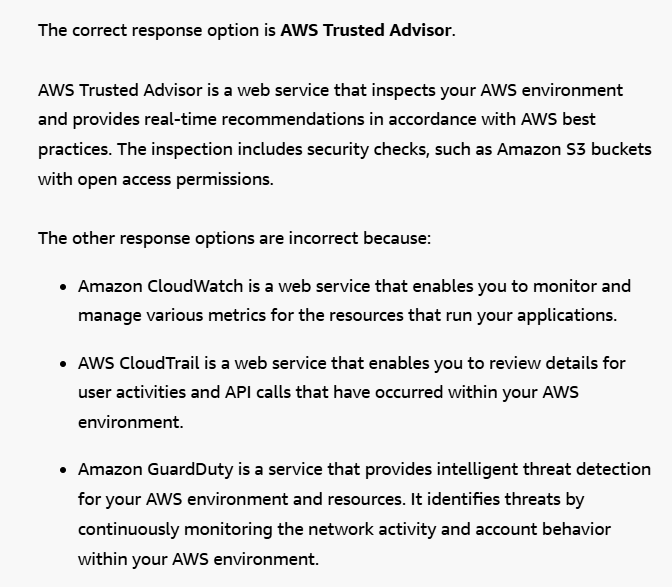 The correct response option is AWS Trusted Advisor.
AWS Trusted Advisor is a web service that inspects your AWS environment
and provides real-time recommendations in accordance with AWS best
practices. The inspection includes security checks, such as Amazon S3 buckets
with open access permissions.
The other response options are incorrect because:
• Amazon CloudWatch is a web service that enables you to monitor and
manage various metrics for the resources that run your applications.
• AWS CloudTrail is a web service that enables you to review details for
user activities and API calls that have occurred within your AWS
environment.
• Amazon GuardDuty is a service that provides intelligent threat detection
for your AWS environment and resources. It identifies threats by
continuously monitoring the network activity and account behavior
within your AWS environment.